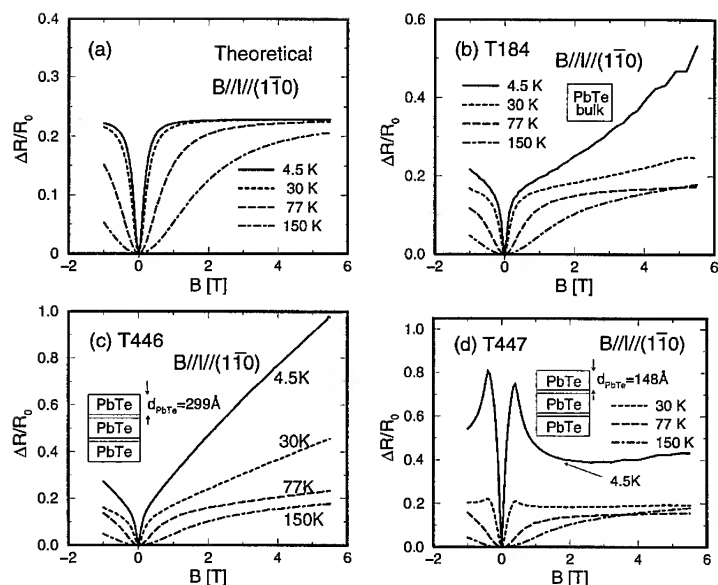 (a)
Theoretical
B//I//(11̄0)
4.5 K
30 K
77 K
150 K
ΔR/R₀
0.4
0.3
0.2
0.1
0.0
−2 0 2 4 6
B [T]
(b) T184
B//I//(11̄0)
4.5 K
30 K
77 K
150 K
PbTe
bulk
ΔR/R₀
0.6
0.4
0.2
0.0
−2 0 2 4 6
B [T]
(c) T446
B//I//(11̄0)
4.5K
30K
77K
150K
PbTe
PbTe
PbTe
d_PbTe=299Å
ΔR/R₀
1.0
0.8
0.6
0.4
0.2
0.0
−2 0 2 4 6
B [T]
(d) T447
B//I//(11̄0)
PbTe
PbTe
PbTe
d_PbTe=148Å
30 K
77 K
150 K
4.5K
ΔR/R₀
1.0
0.8
0.6
0.4
0.2
0.0
−2 0 2 4 6
B [T]